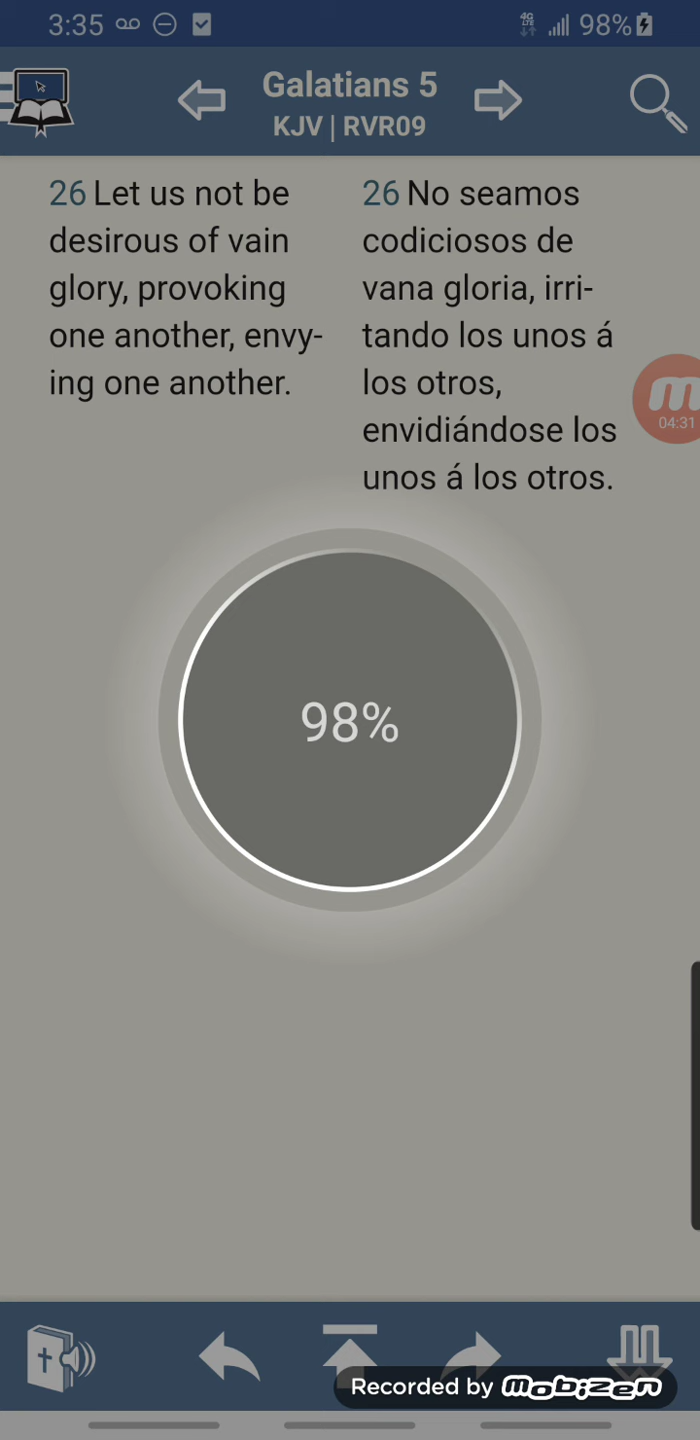 3:35 4G LTE 98%
Galatians 5
KJV | RVR09
26 Let us not be
desirous of vain
glory, provoking
one another, envy-
ing one another.
26 No seamos
codiciosos de
vana gloria, irri-
tando los unos á
los otros,
envidiándose los
unos á los otros.
m
04:31
98%
Recorded by mobizen